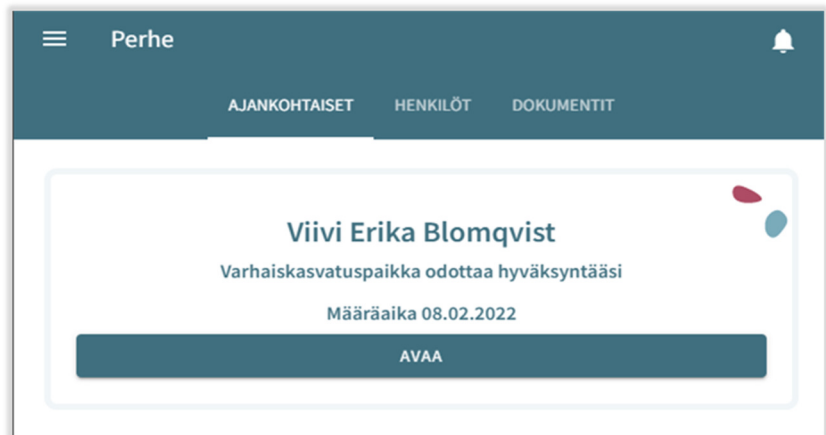 Perhe
AJANKOHTAISET HENKILÖT DOKUMENTIT
Viivi Erika Blomqvist
Varhaiskasvatuspaikka odottaa hyväksyntääsi
Määräaika 08.02.2022
AVAA